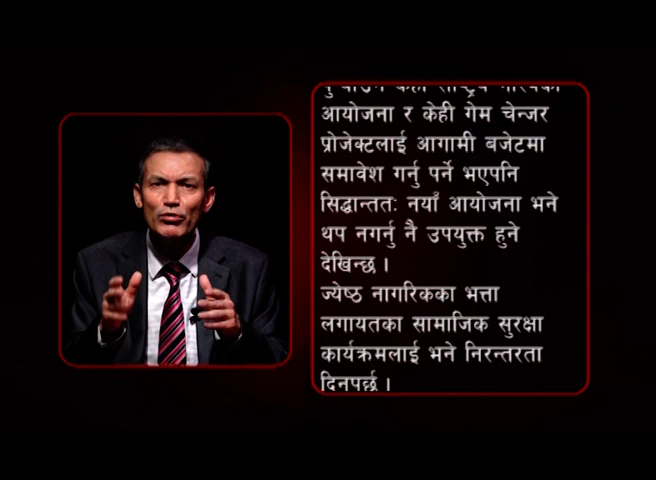 आयोजना र केही गेम चेन्जर
प्रोजेक्टलाई आगामी बजेटमा
समावेश गर्नु पर्ने भएपनि
सिद्धान्ततः नयाँ आयोजना भने
थप नगर्नु नै उपयुक्त हुने
देखिन्छ ।
ज्येष्ठ नागरिकका भत्ता
लगायतका सामाजिक सुरक्षा
कार्यक्रमलाई भने निरन्तरता
दिनुपर्छ ।